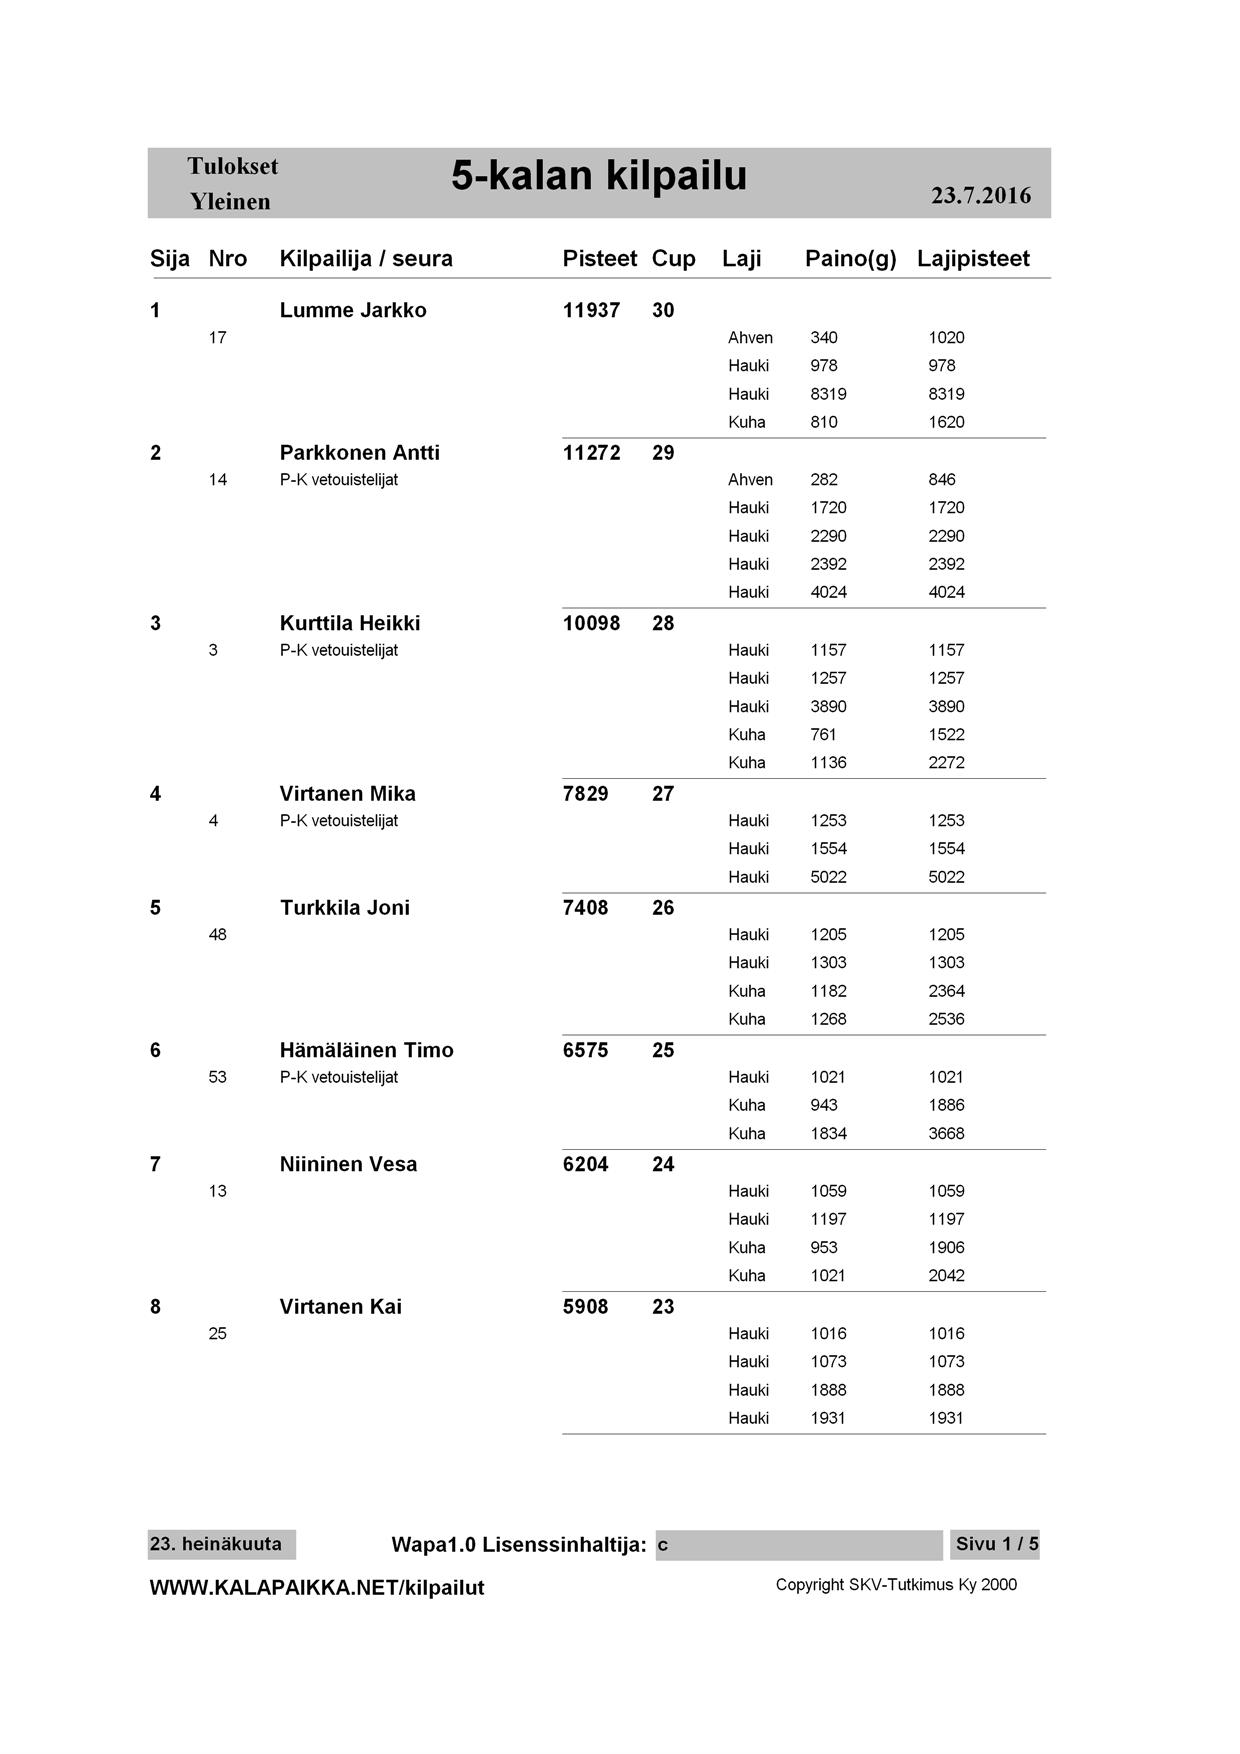 Tulokset
5-kalan kilpailu
Yleinen
23.7.2016
Sija Nro Kilpailija / seura Pisteet Cup Laji Paino(g) Lajipisteet
1 Lumme Jarkko 11937 30
17 Ahven 340 1020
Hauki 978 978
Hauki 8319 8319
Kuha 810 1620
2 Parkkonen Antti 11272 29
14 P-K vetouistelijat Ahven 282 846
Hauki 1720 1720
Hauki 2290 2290
Hauki 2392 2392
Hauki 4024 4024
3 Kurttila Heikki 10098 28
3 P-K vetouistelijat Hauki 1157 1157
Hauki 1257 1257
Hauki 3890 3890
Kuha 761 1522
Kuha 1136 2272
4 Virtanen Mika 7829 27
4 P-K vetouistelijat Hauki 1253 1253
Hauki 1554 1554
Hauki 5022 5022
5 Turkkila Joni 7408 26
48 Hauki 1205 1205
Hauki 1303 1303
Kuha 1182 2364
Kuha 1268 2536
6 Hämäläinen Timo 6575 25
53 P-K vetouistelijat Hauki 1021 1021
Kuha 943 1886
Kuha 1834 3668
7 Niininen Vesa 6204 24
13 Hauki 1059 1059
Hauki 1197 1197
Kuha 953 1906
Kuha 1021 2042
8 Virtanen Kai 5908 23
25 Hauki 1016 1016
Hauki 1073 1073
Hauki 1888 1888
Hauki 1931 1931
23. heinäkuuta Wapa1.0 Lisenssinhaltija: c Sivu 1 / 5
WWW.KALAPAIKKA.NET/kilpailut Copyright SKV-Tutkimus Ky 2000